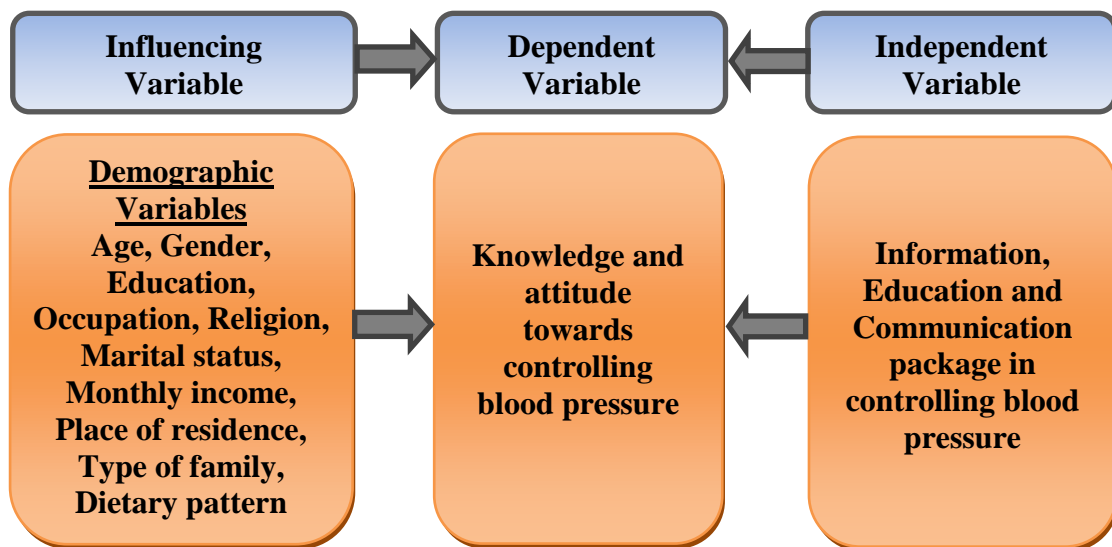 Influencing
Variable
Dependent
Variable
Independent
Variable
Demographic
Variables
Age, Gender,
Education,
Occupation, Religion,
Marital status,
Monthly income,
Place of residence,
Type of family,
Dietary pattern
Knowledge and
attitude
towards
controlling
blood pressure
Information,
Education and
Communication
package in
controlling blood
pressure